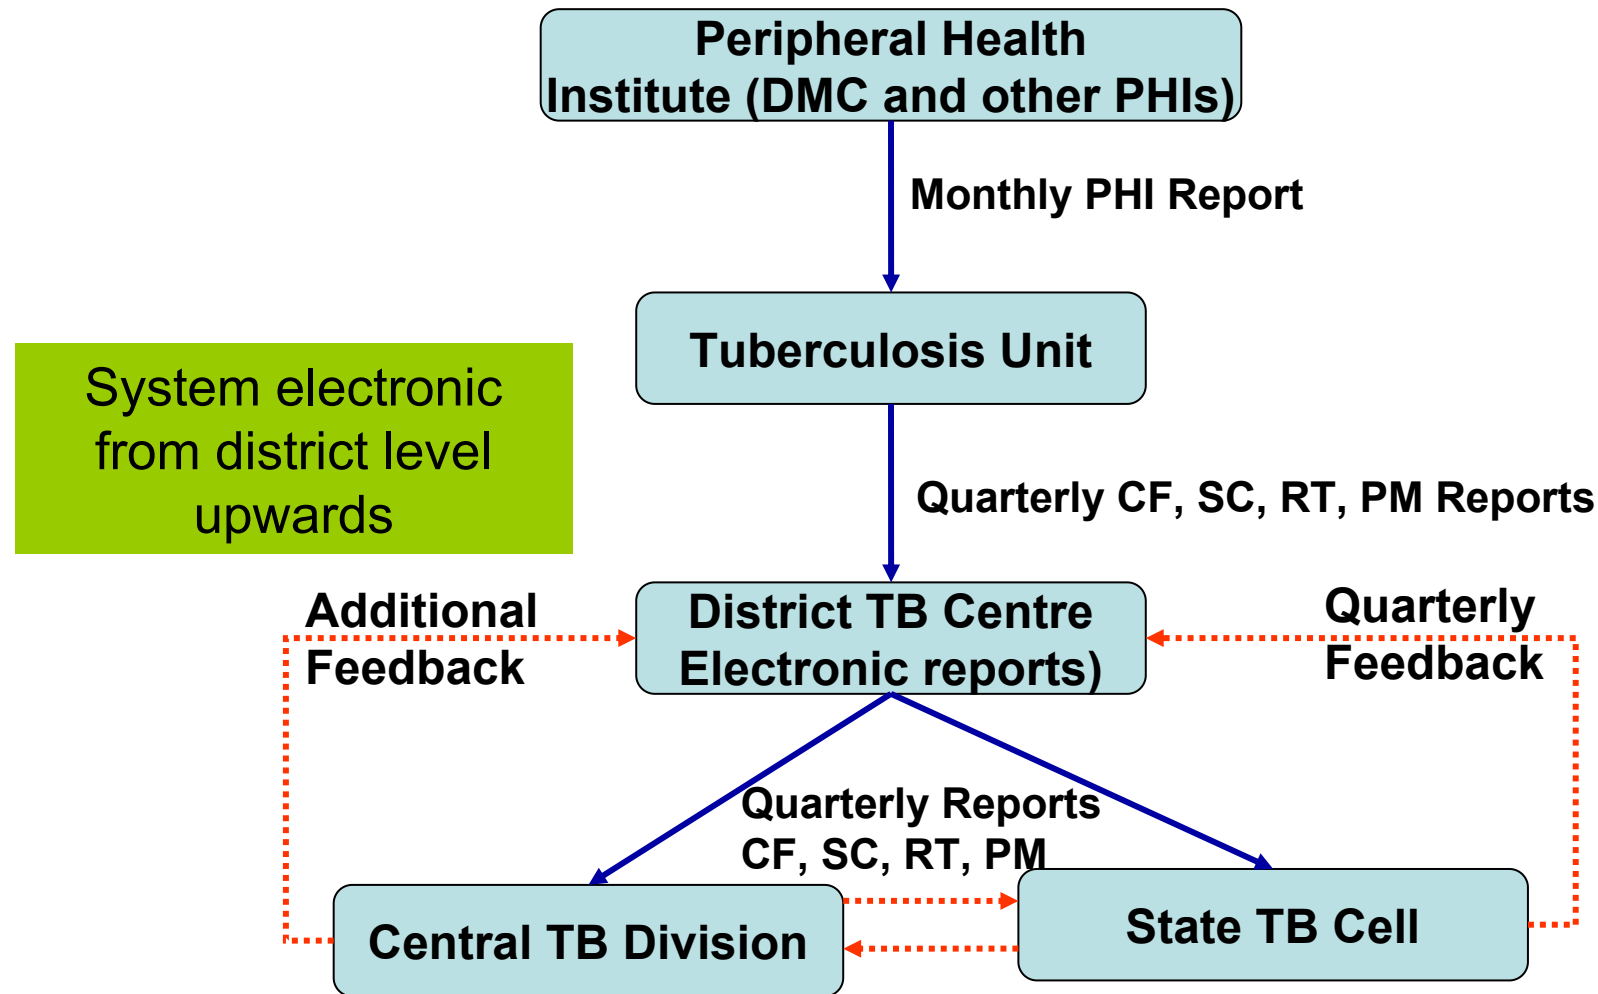 Peripheral Health
Institute (DMC and other PHIs)
Monthly PHI Report
Tuberculosis Unit
System electronic
from district level
upwards
Quarterly CF, SC, RT, PM Reports
Additional
Feedback
District TB Centre
Electronic reports)
Quarterly
Feedback
Quarterly Reports
CF, SC, RT, PM
Central TB Division
State TB Cell